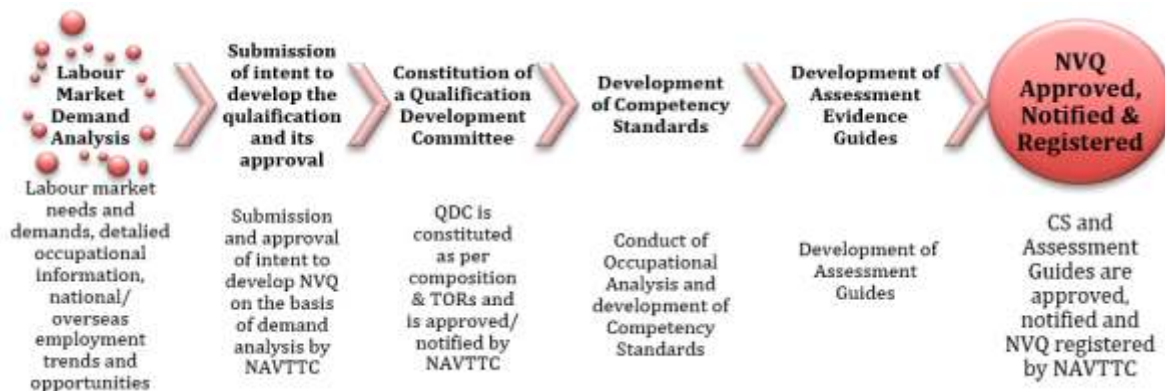 Labour
Market
Demand
Analysis
Submission
of intent to
develop the
qulaification
and its
approval
Constitution of
a Qualification
Development
Committee
Development
of Competency
Standards
Development of
Assessment
Evidence
Guides
NVQ
Approved,
Notified &
Registered
Labour market
needs and
demands, detalied
occupational
information,
national/
overseas
employment
trends and
opportunities
Submission
and approval
of intent to
develop NVQ
on the basis
of demand
analysis by
NAVTTC
QDC is
constituted
as per
composition
& TORs and
is approved/
notified by
NAVTTC
Conduct of
Occupational
Analysis and
development of
Competency
Standards
Development of
Assessment
Guides
CS and
Assessment
Guides are
approved,
notified and
NVQ registered
by NAVTTC